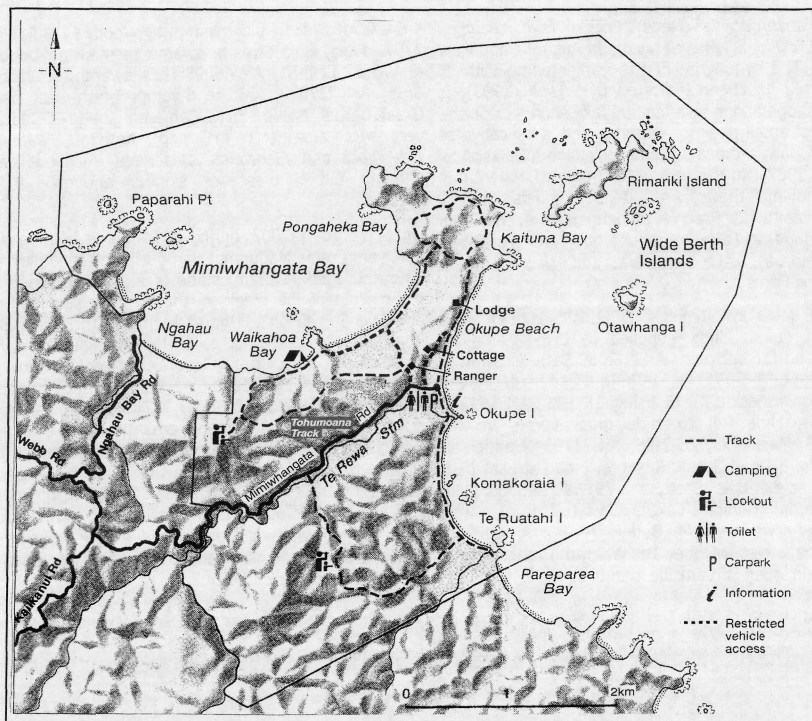 N
Paparahi Pt
Rimariki Island
Pongaheka Bay
Kaituna Bay
Wide Berth
Islands
Mimiwhangata Bay
Lodge
Otawhanga I
Okupe Beach
Ngahau
Bay
Waikahoa
Bay
Cottage
Ranger
Ngahau Bay Rd
Tohumoana
Track
P
i
Okupe I
Webb Rd
Mimiwhangata Rd
Te Rewa Stm
Komakoraia I
Te Ruatahi I
Kaikanui Rd
Pareparea
Bay
Track
Camping
Lookout
Toilet
P Carpark
i Information
Restricted
vehicle
access
0 1 2km